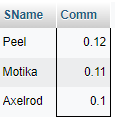 SName Comm
Peel 0.12
Motika 0.11
Axelrod 0.1